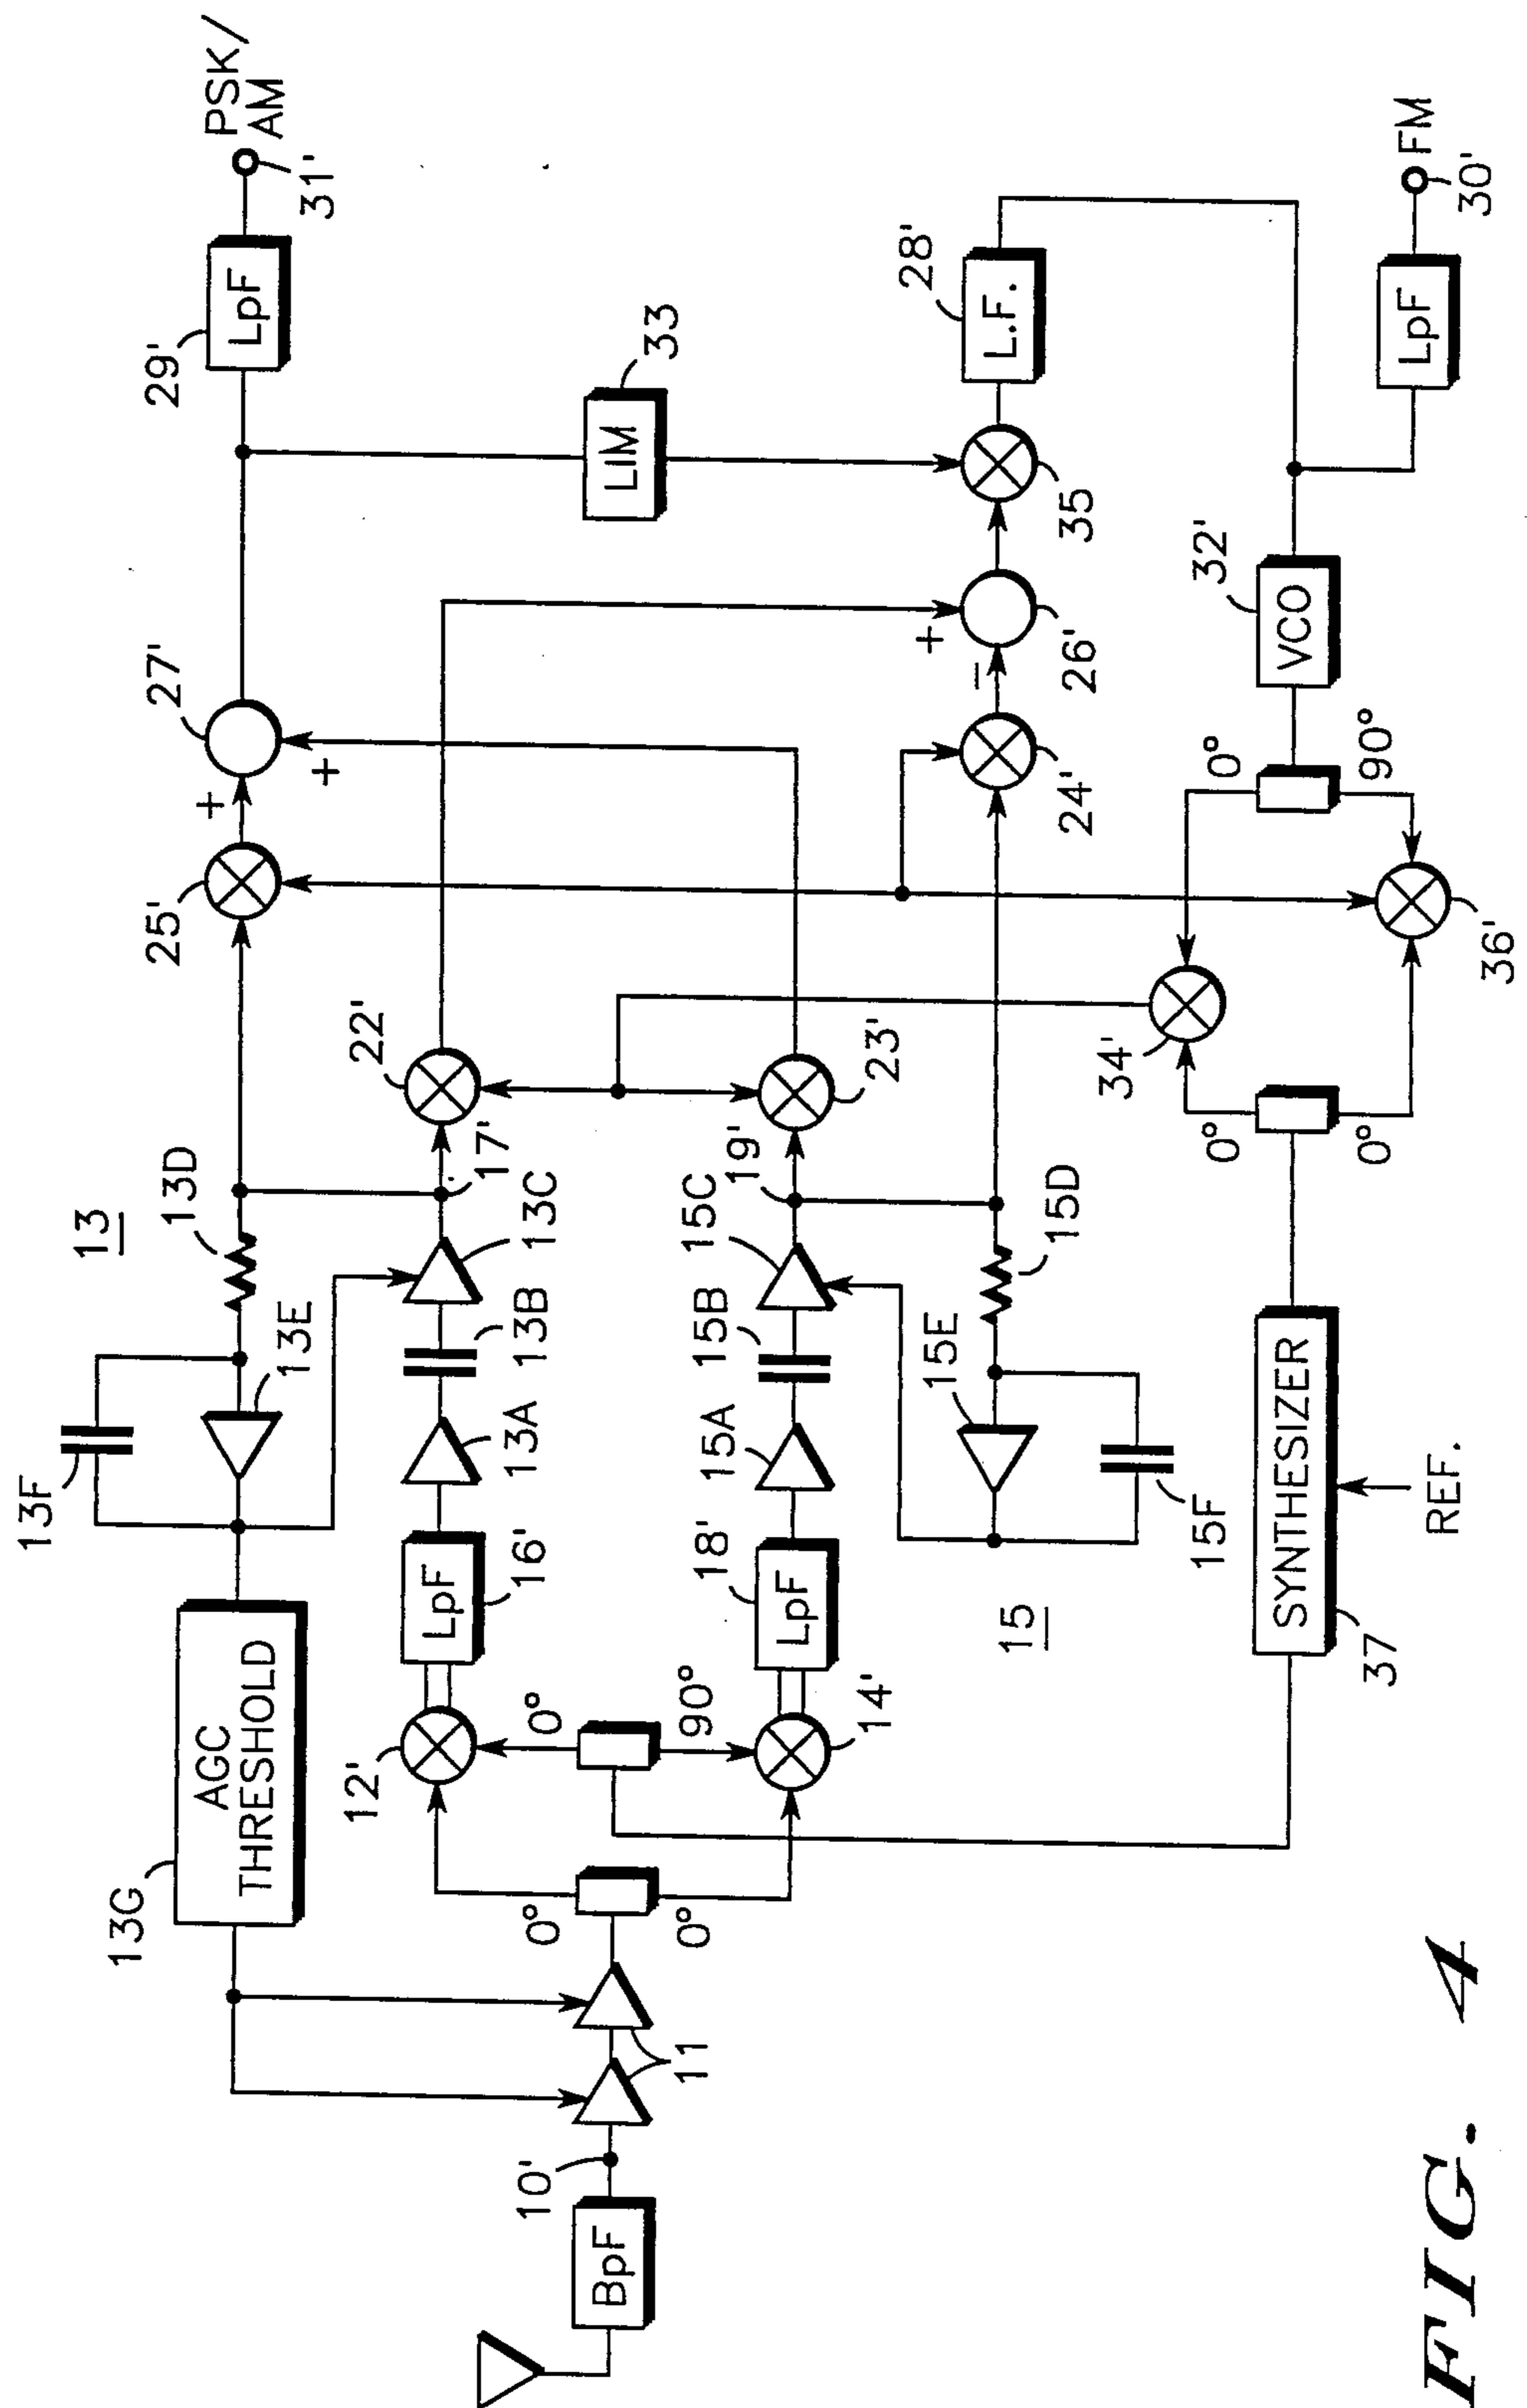 13F
13
13G
AGC
THRESHOLD
13E
13D
25'
+
27'
+
29'
LpF
PSK/
AM
31'
12'
LpF
16'
13A
13B
13C
17'
22'
LIM
33
0°
90°
10'
BpF
11
0°
0°
14'
LpF
18'
15A
15B
15C
19'
23'
15
15E
15D
15F
24'
–
+
26'
35
L.F.
28'
37
SYNTHESIZER
REF.
0°
0°
34'
36'
0°
90°
VCO
32'
LpF
FM
30'
FIG. 4